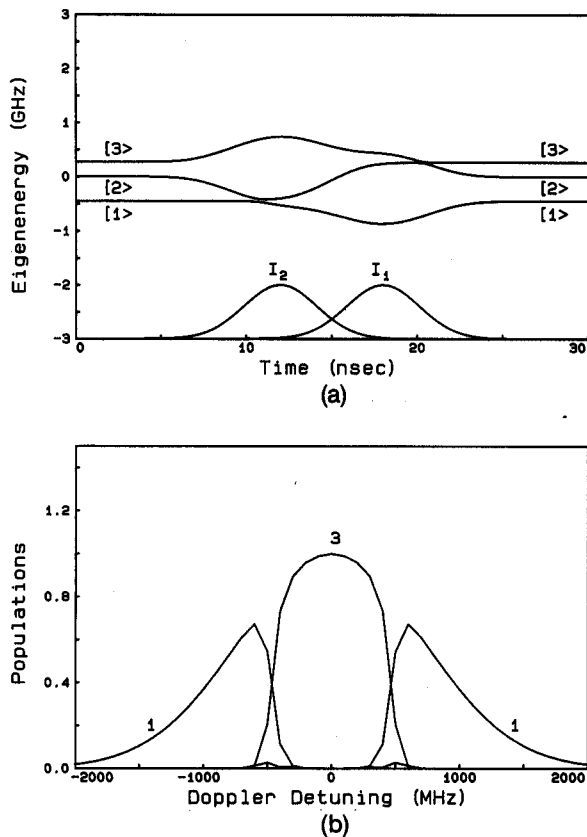 3
2
[3> [3>
1
0
[2> [2>
[1> [1>
-1
-2
I₂ I₁
-3
0 10 20 30
Eigenenergy (GHz)
Time (nsec)
(a)
1.2
3
0.8
0.4
1 1
0.0
-2000 -1000 0 1000 2000
Populations
Doppler Detuning (MHz)
(b)